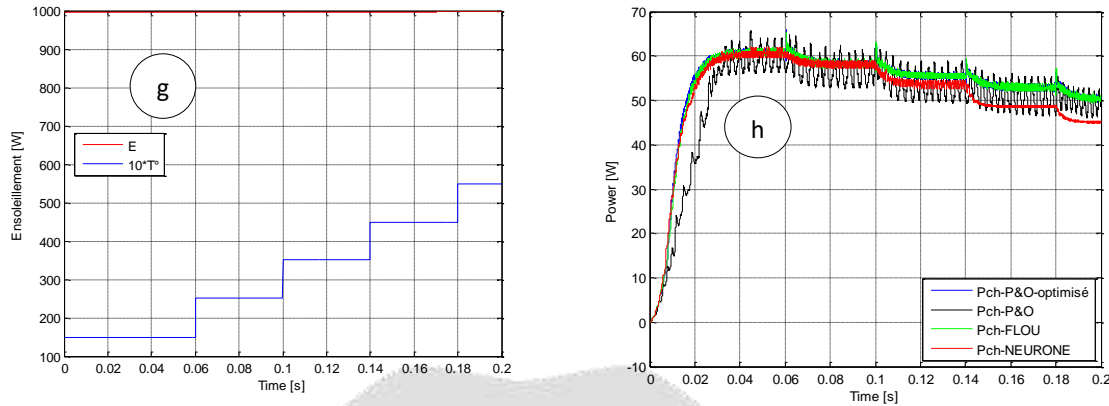 1000
900
800
700
600
500
400
300
200
100
Ensoleillement [W]
g
E
10*T°
0 0.02 0.04 0.06 0.08 0.1 0.12 0.14 0.16 0.18 0.2
Time [s]
70
60
50
40
30
20
10
0
-10
Power [W]
h
Pch-P&O-optimisé
Pch-P&O
Pch-FLOU
Pch-NEURONE
0 0.02 0.04 0.06 0.08 0.1 0.12 0.14 0.16 0.18 0.2
Time [s]